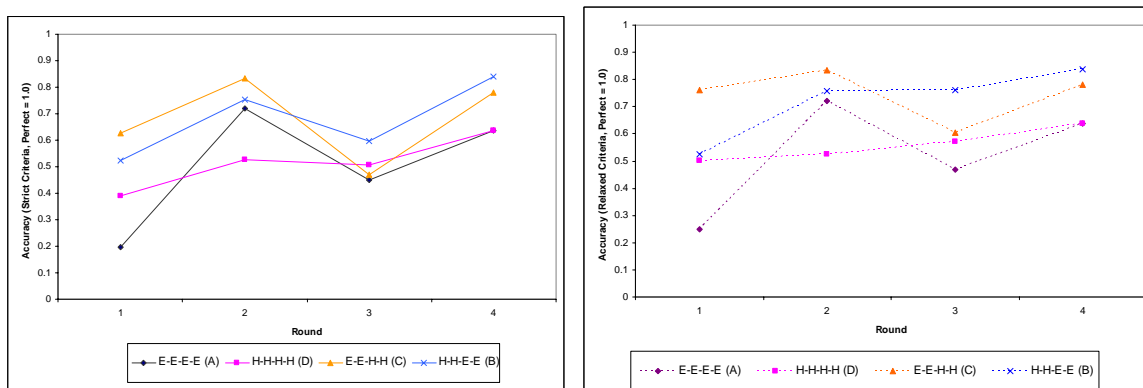 Accuracy (Strict Criteria, Perfect = 1.0)
1
0.9
0.8
0.7
0.6
0.5
0.4
0.3
0.2
0.1
0
1 2 3 4
Round
E-E-E-E (A) H-H-H-H (D) E-E-H-H (C) H-H-E-E (B)
Accuracy (Relaxed Criteria, Perfect = 1.0)
1
0.9
0.8
0.7
0.6
0.5
0.4
0.3
0.2
0.1
0
1 2 3 4
Round
E-E-E-E (A) H-H-H-H (D) E-E-H-H (C) H-H-E-E (B)